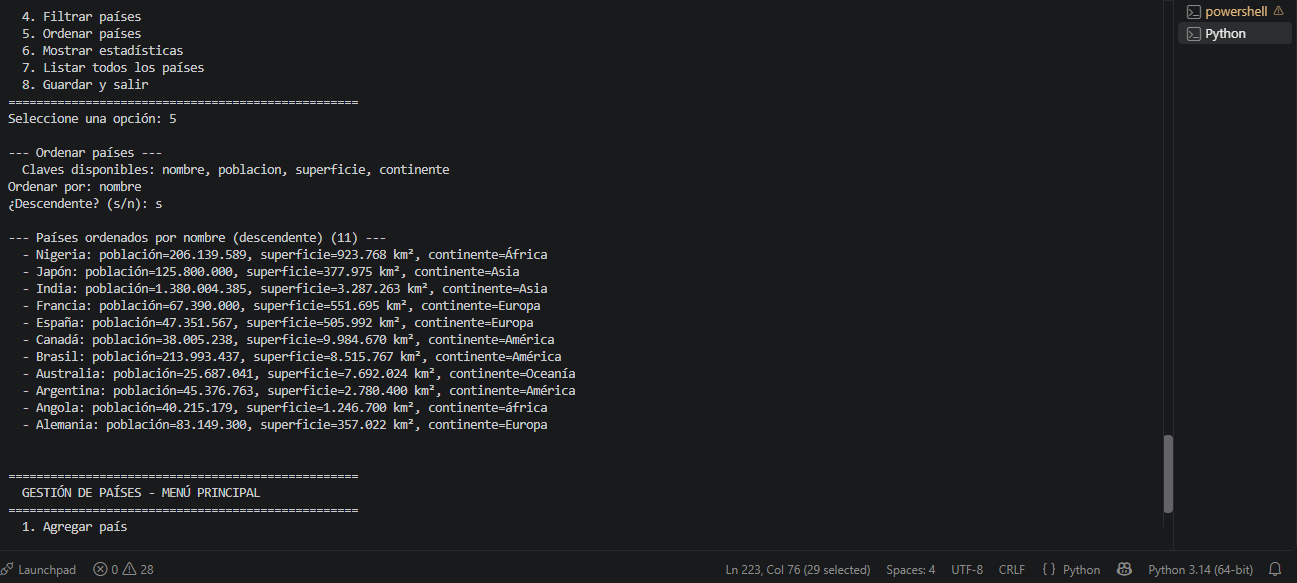 4. Filtrar países
5. Ordenar países
6. Mostrar estadísticas
7. Listar todos los países
8. Guardar y salir
==================================================
Seleccione una opción: 5
--- Ordenar países ---
Claves disponibles: nombre, poblacion, superficie, continente
Ordenar por: nombre
¿Descendente? (s/n): s
--- Países ordenados por nombre (descendente) (11) ---
- Nigeria: población=206.139.589, superficie=923.768 km², continente=África
- Japón: población=125.800.000, superficie=377.975 km², continente=Asia
- India: población=1.380.004.385, superficie=3.287.263 km², continente=Asia
- Francia: población=67.390.000, superficie=551.695 km², continente=Europa
- España: población=47.351.567, superficie=505.992 km², continente=Europa
- Canadá: población=38.005.238, superficie=9.984.670 km², continente=América
- Brasil: población=213.993.437, superficie=8.515.767 km², continente=América
- Australia: población=25.687.041, superficie=7.692.024 km², continente=Oceanía
- Argentina: población=45.376.763, superficie=2.780.400 km², continente=América
- Angola: población=40.215.179, superficie=1.246.700 km², continente=áfrica
- Alemania: población=83.149.300, superficie=357.022 km², continente=Europa
==================================================
GESTIÓN DE PAÍSES - MENÚ PRINCIPAL
==================================================
1. Agregar país
powershell
Python
Launchpad 0 28 Ln 223, Col 76 (29 selected) Spaces: 4 UTF-8 CRLF { } Python Python 3.14 (64-bit)